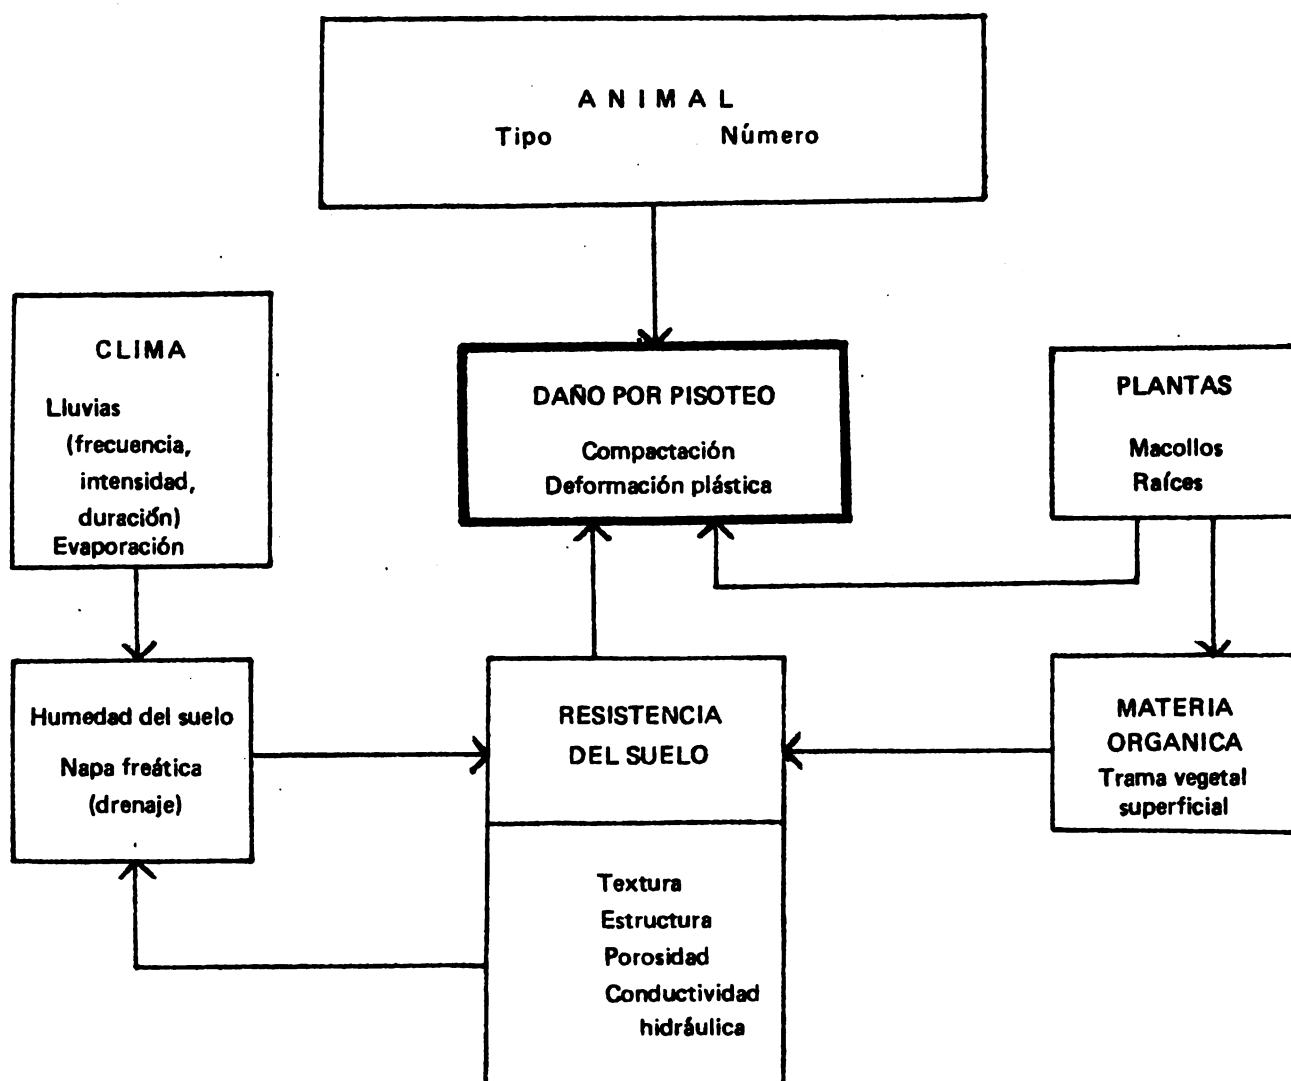 ANIMAL
Tipo Número
CLIMA
Lluvias
(frecuencia,
intensidad,
duración)
Evaporación
DAÑO POR PISOTEO
Compactación
Deformación plástica
PLANTAS
Macollos
Raíces
Humedad del suelo
Napa freática
(drenaje)
RESISTENCIA
DEL SUELO
MATERIA
ORGANICA
Trama vegetal
superficial
Textura
Estructura
Porosidad
Conductividad
hidráulica